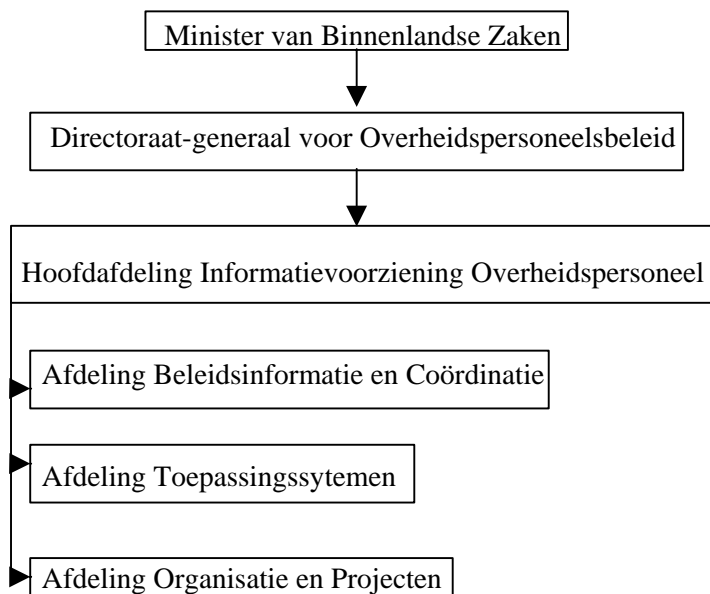 Minister van Binnenlandse Zaken
Directoraat-generaal voor Overheidspersoneelsbeleid
Hoofdafdeling Informatievoorziening Overheidspersoneel
Afdeling Beleidsinformatie en Coördinatie
Afdeling Toepassingssytemen
Afdeling Organisatie en Projecten